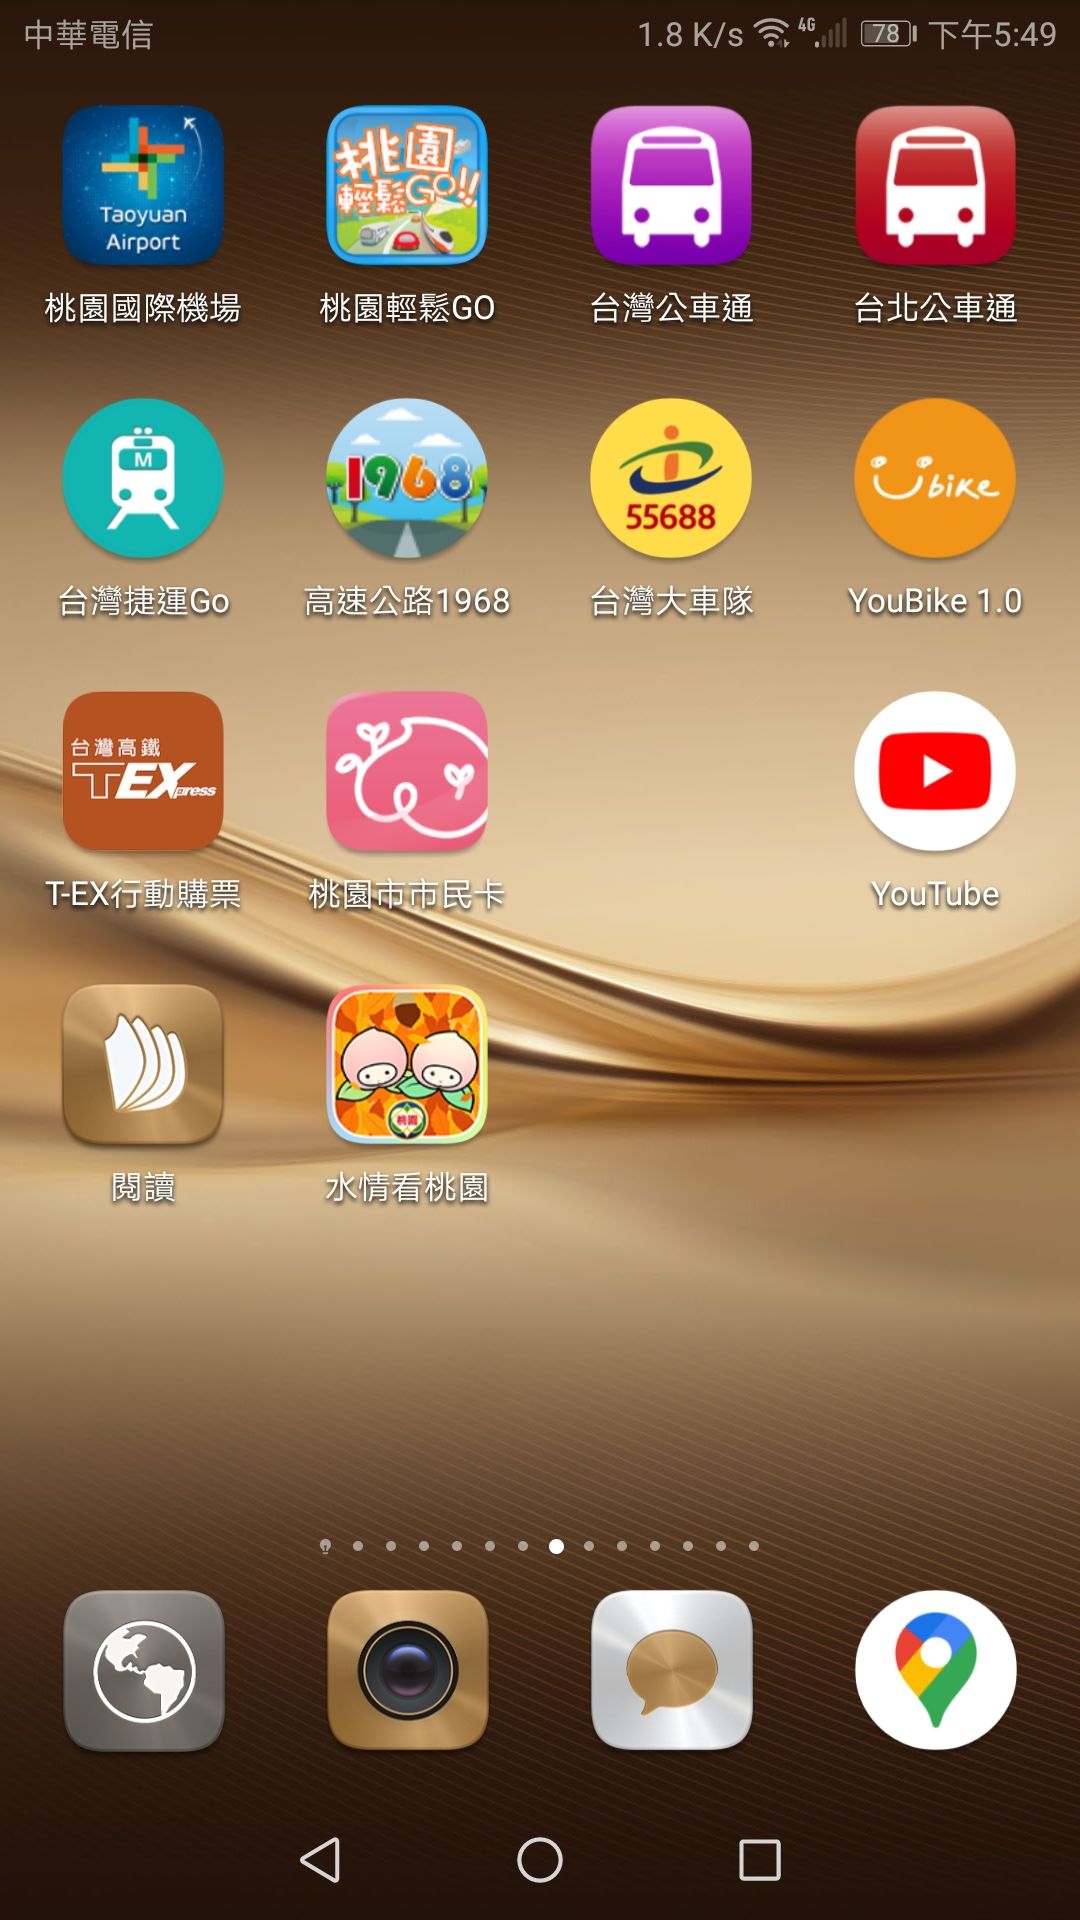 中華電信 1.8 K/s 4G 78 下午5:49
Taoyuan
Airport
桃園
輕鬆GO!!
桃園國際機場 桃園輕鬆GO 台灣公車通 台北公車通
M
1968
55688
Ubike
台灣捷運Go 高速公路1968 台灣大車隊 YouBike 1.0
台灣高鐵
T EXpress
T-EX行動購票 桃園市市民卡 YouTube
桃園
閱讀 水情看桃園